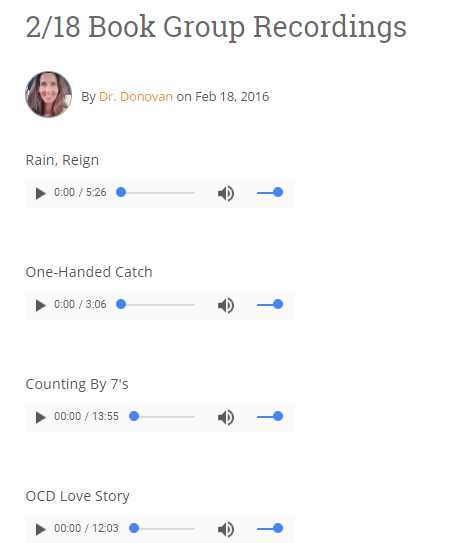 2/18 Book Group Recordings
By Dr. Donovan on Feb 18, 2016
Rain, Reign
0:00 / 5:26
One-Handed Catch
0:00 / 3:06
Counting By 7's
00:00 / 13:55
OCD Love Story
00:00 / 12:03